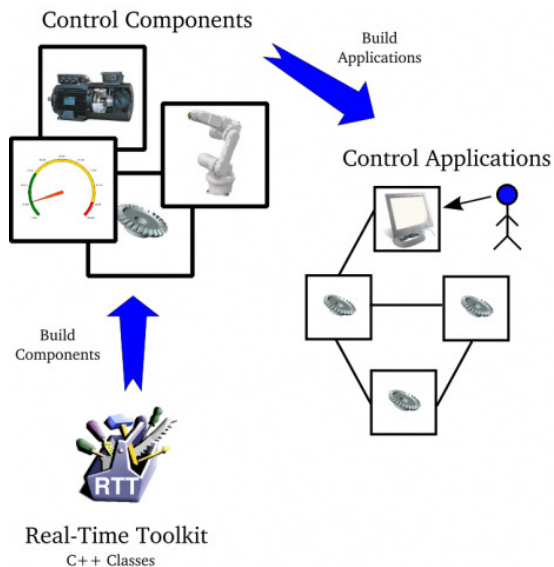 Control Components
Build
Applications
Control Applications
Build
Components
RTT
Real-Time Toolkit
C++ Classes